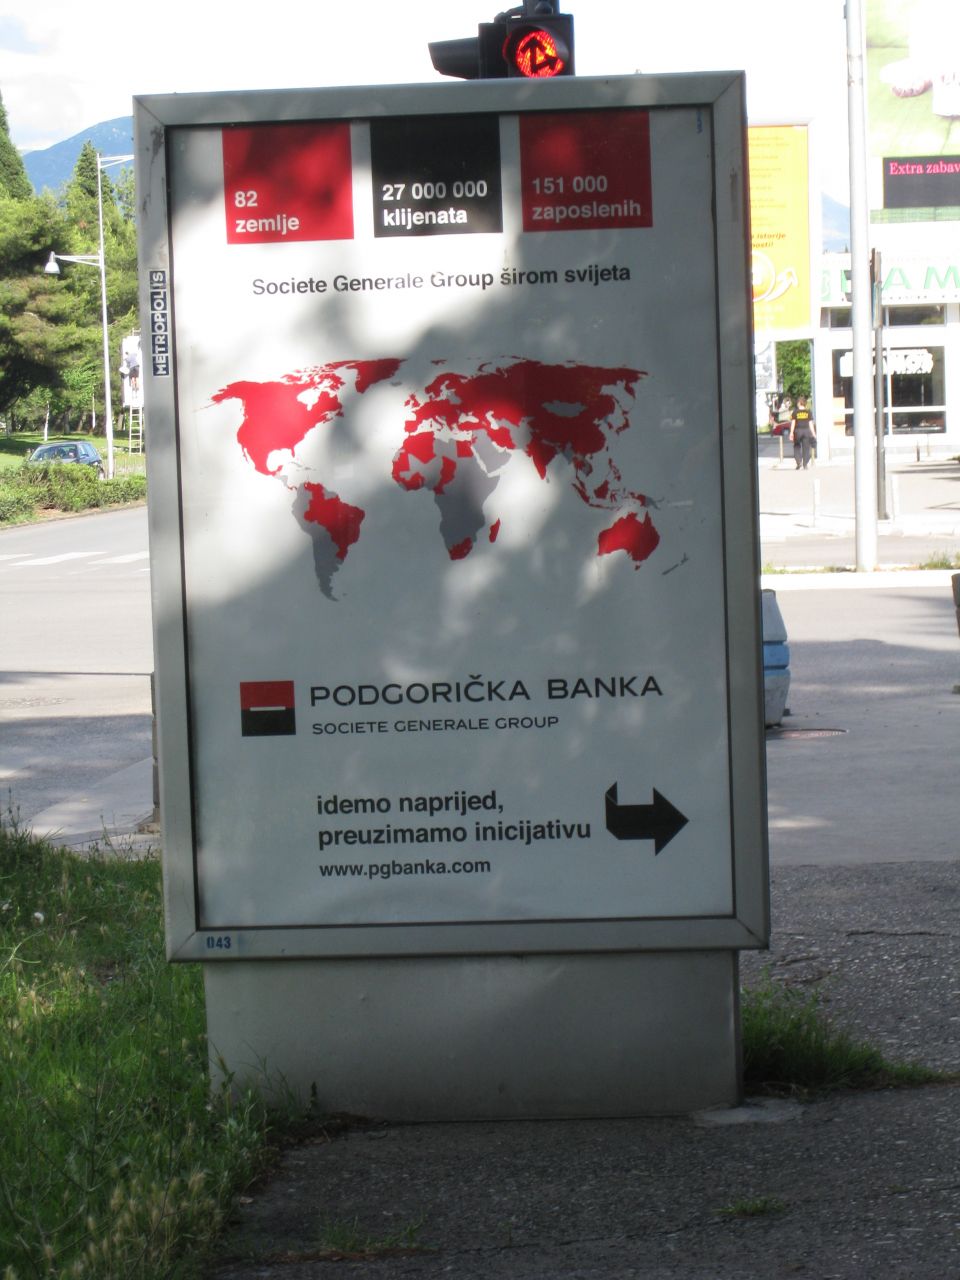 82
zemlje
27 000 000
klijenata
151 000
zaposlenih
Societe Generale Group širom svijeta
METROPOLIS
PODGORIČKA BANKA
SOCIETE GENERALE GROUP
idemo naprijed,
preuzimamo inicijativu
www.pgbanka.com
043
Extra zabav